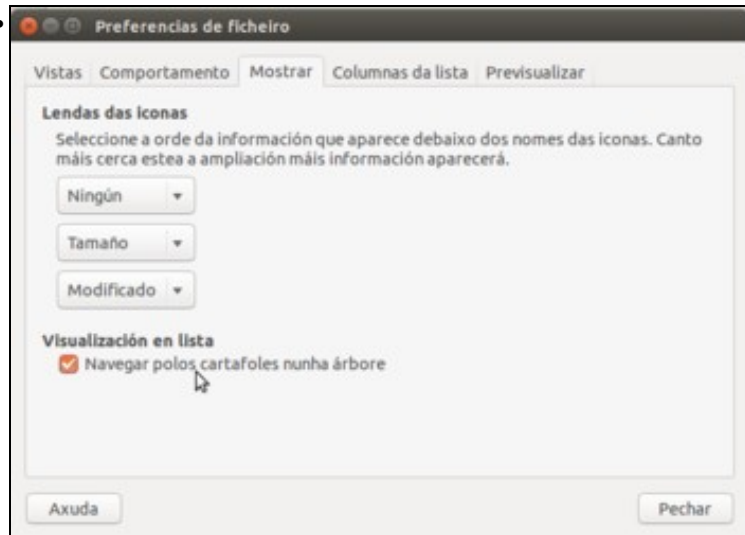 Preferencias de ficheiro
Vistas Comportamento Mostrar Columnas da lista Previsualizar
Lendas das iconas
Seleccione a orde da información que aparece debaixo dos nomes das iconas. Canto
máis cerca estea a ampliación máis información aparecerá.
Ningún
Tamaño
Modificado
Visualización en lista
Navegar polos cartafoles nunha árbore
Axuda Pechar